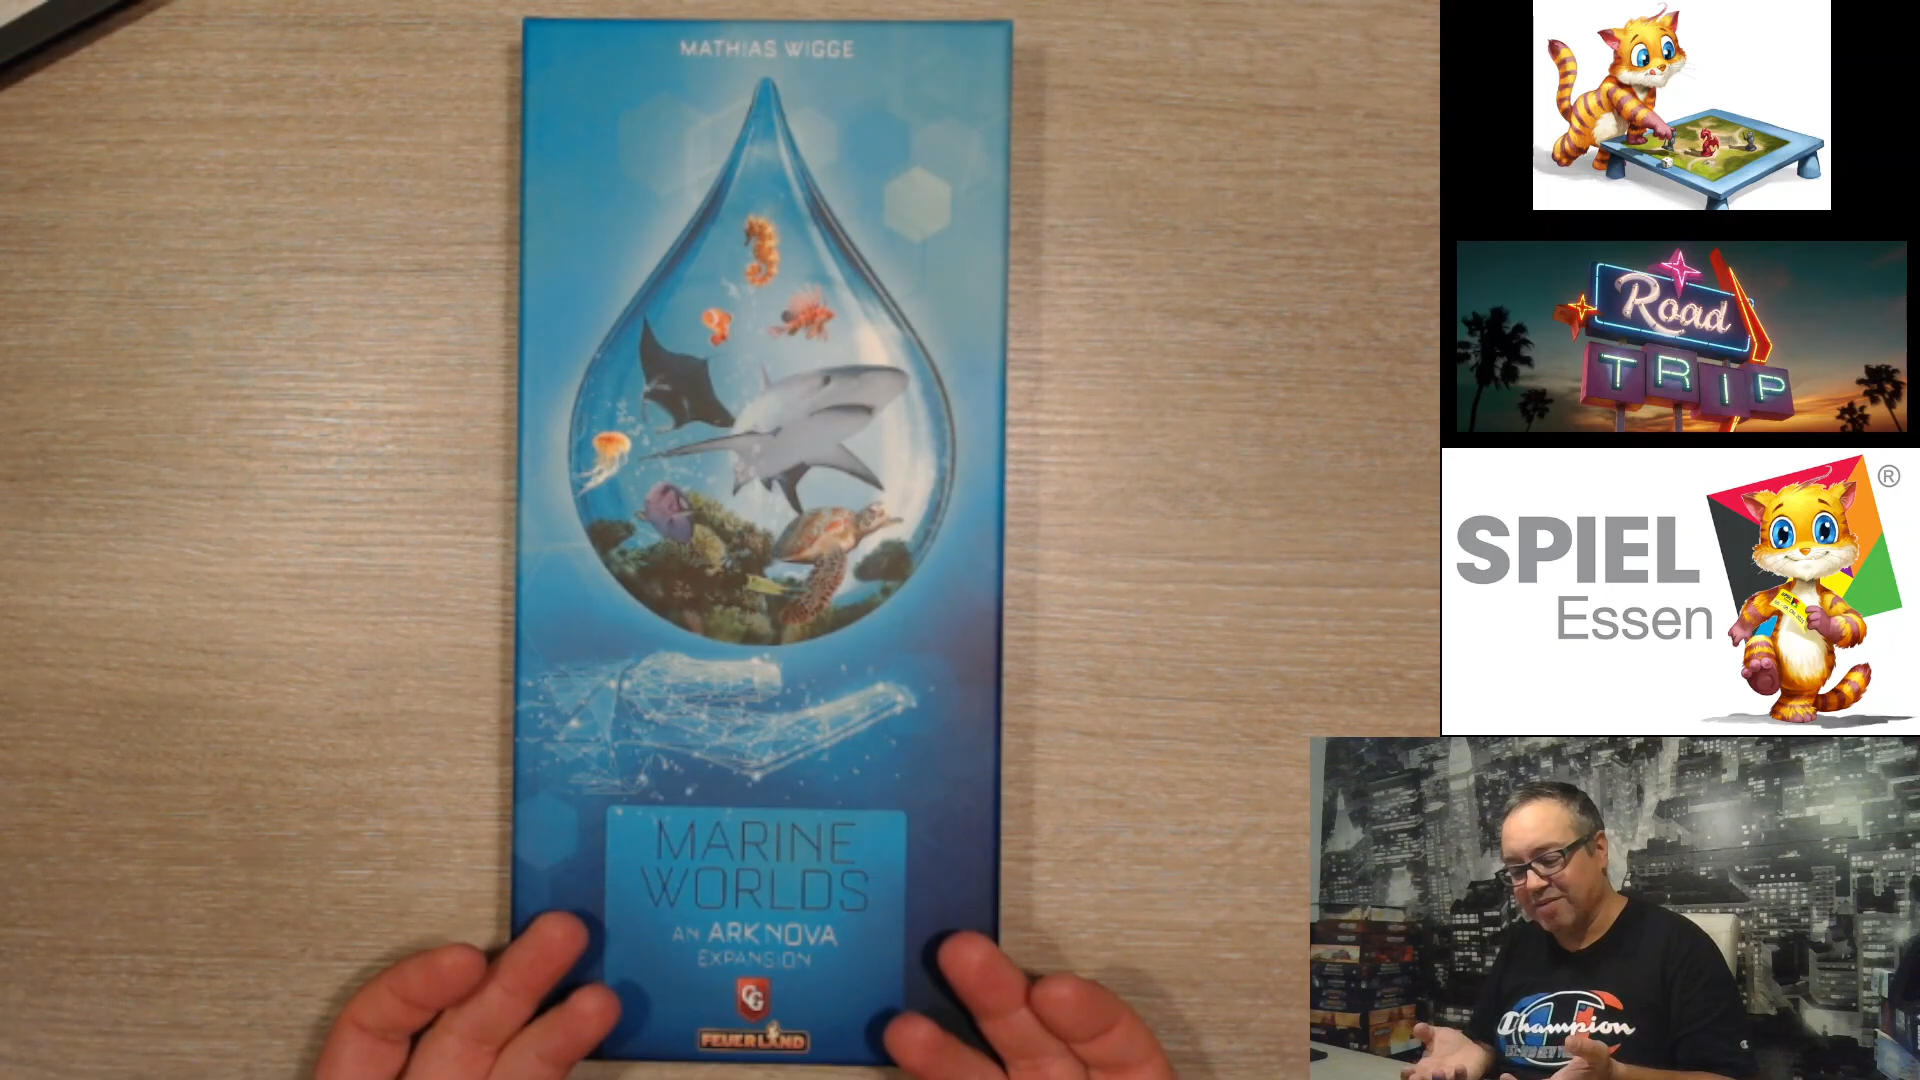 MATHIAS WIGGE
MARINE
WORLDS
AN ARK NOVA
EXPANSION
CG
FEUERLAND
Road
TRIP
SPIEL
Essen
®
Champion